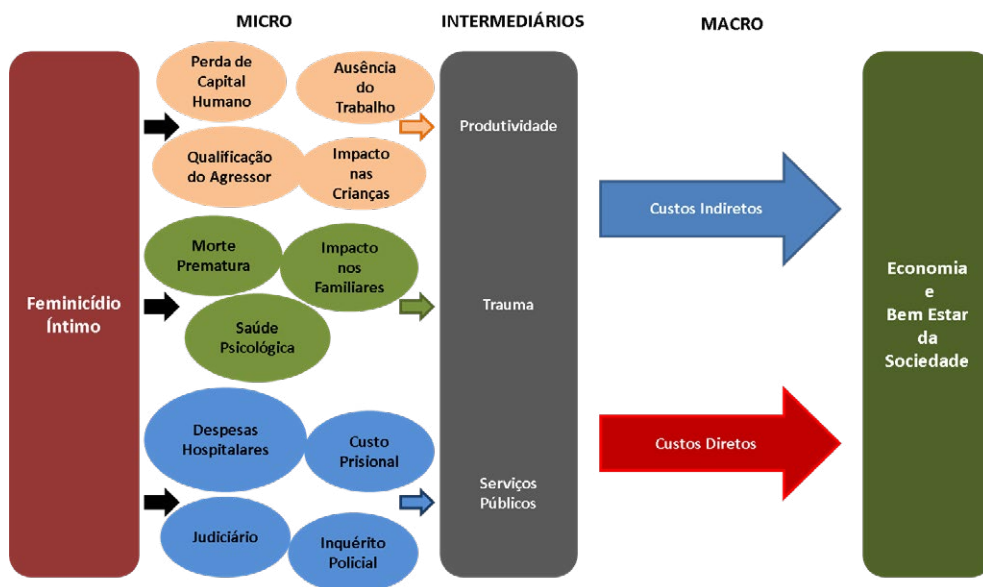 MICRO
INTERMEDIÁRIOS
MACRO
Feminicídio
Íntimo
Perda de
Capital
Humano
Ausência
do
Trabalho
Qualificação
do Agressor
Impacto
nas
Crianças
Morte
Prematura
Impacto
nos
Familiares
Saúde
Psicológica
Despesas
Hospitalares
Custo
Prisional
Judiciário
Inquérito
Policial
Produtividade
Trauma
Serviços
Públicos
Custos Indiretos
Custos Diretos
Economia
e
Bem Estar
da
Sociedade